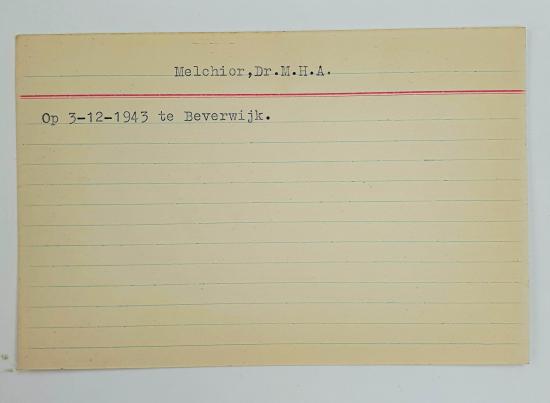 Melchior,Dr.M.H.A.
Op 3-12-1943 te Beverwijk.